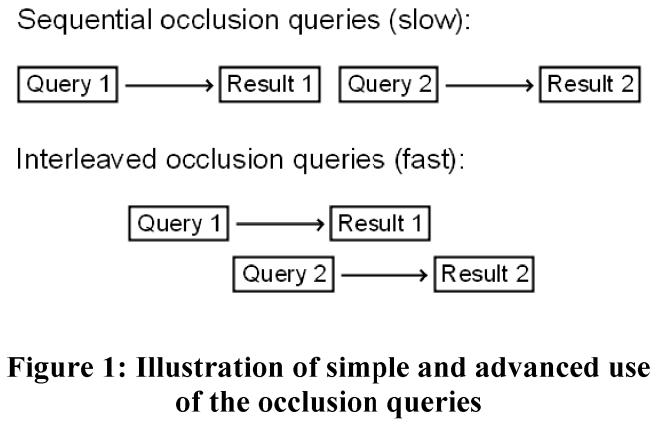 Sequential occlusion queries (slow):
Query 1 Result 1 Query 2 Result 2
Interleaved occlusion queries (fast):
Query 1 Result 1
Query 2 Result 2
Figure 1: Illustration of simple and advanced use
of the occlusion queries